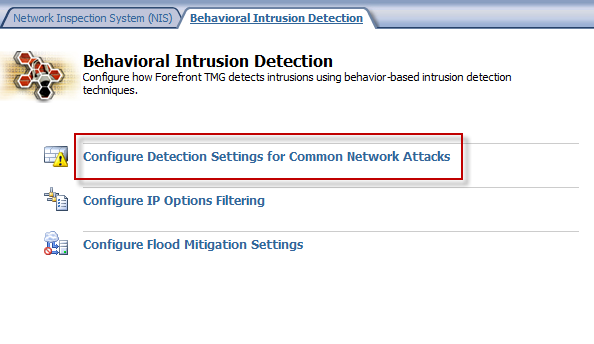 Network Inspection System (NIS)
Behavioral Intrusion Detection
Behavioral Intrusion Detection
Configure how Forefront TMG detects intrusions using behavior-based intrusion detection
techniques.
Configure Detection Settings for Common Network Attacks
Configure IP Options Filtering
Configure Flood Mitigation Settings